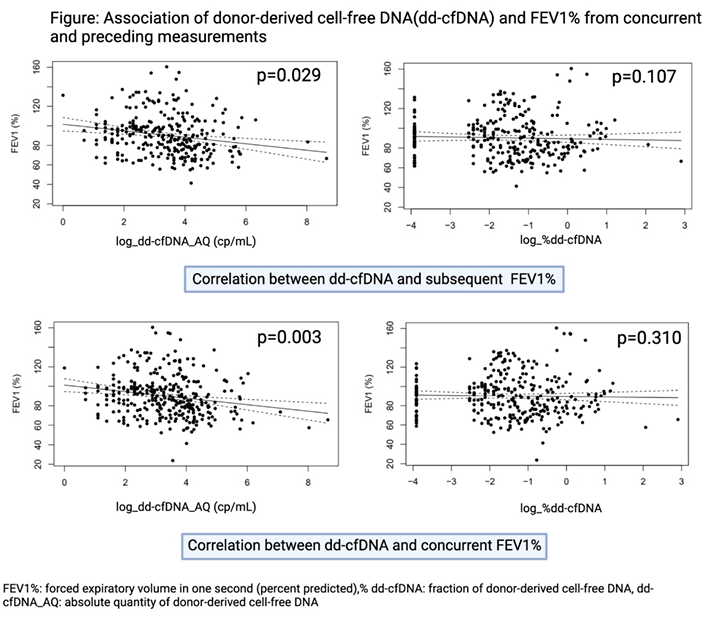 Figure: Association of donor-derived cell-free DNA(dd-cfDNA) and FEV1% from concurrent
and preceding measurements
p=0.029
FEV1 (%)
160
120
80
60
40
20
0 2 4 6 8
log_dd-cfDNA_AQ (cp/mL)
p=0.107
FEV1 (%)
160
120
80
60
40
20
−4 −3 −2 −1 0 1 2 3
log_%dd-cfDNA
Correlation between dd-cfDNA and subsequent FEV1%
p=0.003
FEV1 (%)
160
120
80
60
40
20
0 2 4 6 8
log_dd-cfDNA_AQ (cp/mL)
p=0.310
FEV1 (%)
160
120
80
60
40
20
−4 −3 −2 −1 0 1 2 3
log_%dd-cfDNA
Correlation between dd-cfDNA and concurrent FEV1%
FEV1%: forced expiratory volume in one second (percent predicted),% dd-cfDNA: fraction of donor-derived cell-free DNA, dd-
cfDNA_AQ: absolute quantity of donor-derived cell-free DNA